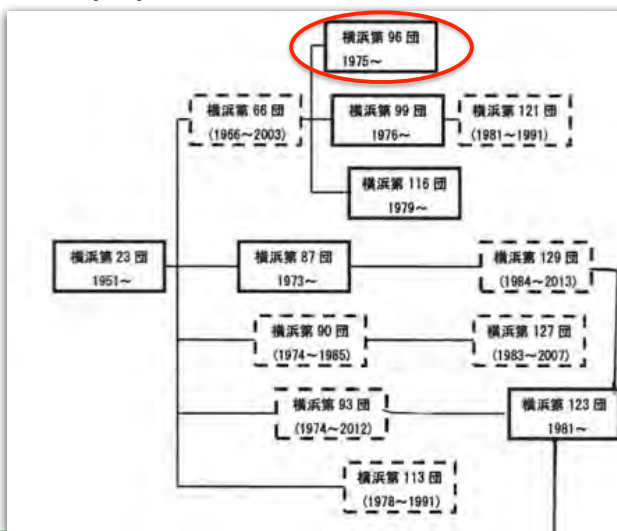 横浜第 96 団
1975~
横浜第 66 団
(1966~2003)
横浜第 99 団
1976~
横浜第 121 団
(1981~1991)
横浜第 116 団
1979~
横浜第 23 団
1951~
横浜第 87 団
1973~
横浜第 129 団
(1984~2013)
横浜第 90 団
(1974~1985)
横浜第 127 団
(1983~2007)
横浜第 93 団
(1974~2012)
横浜第 123 団
1981~
横浜第 113 団
(1978~1991)